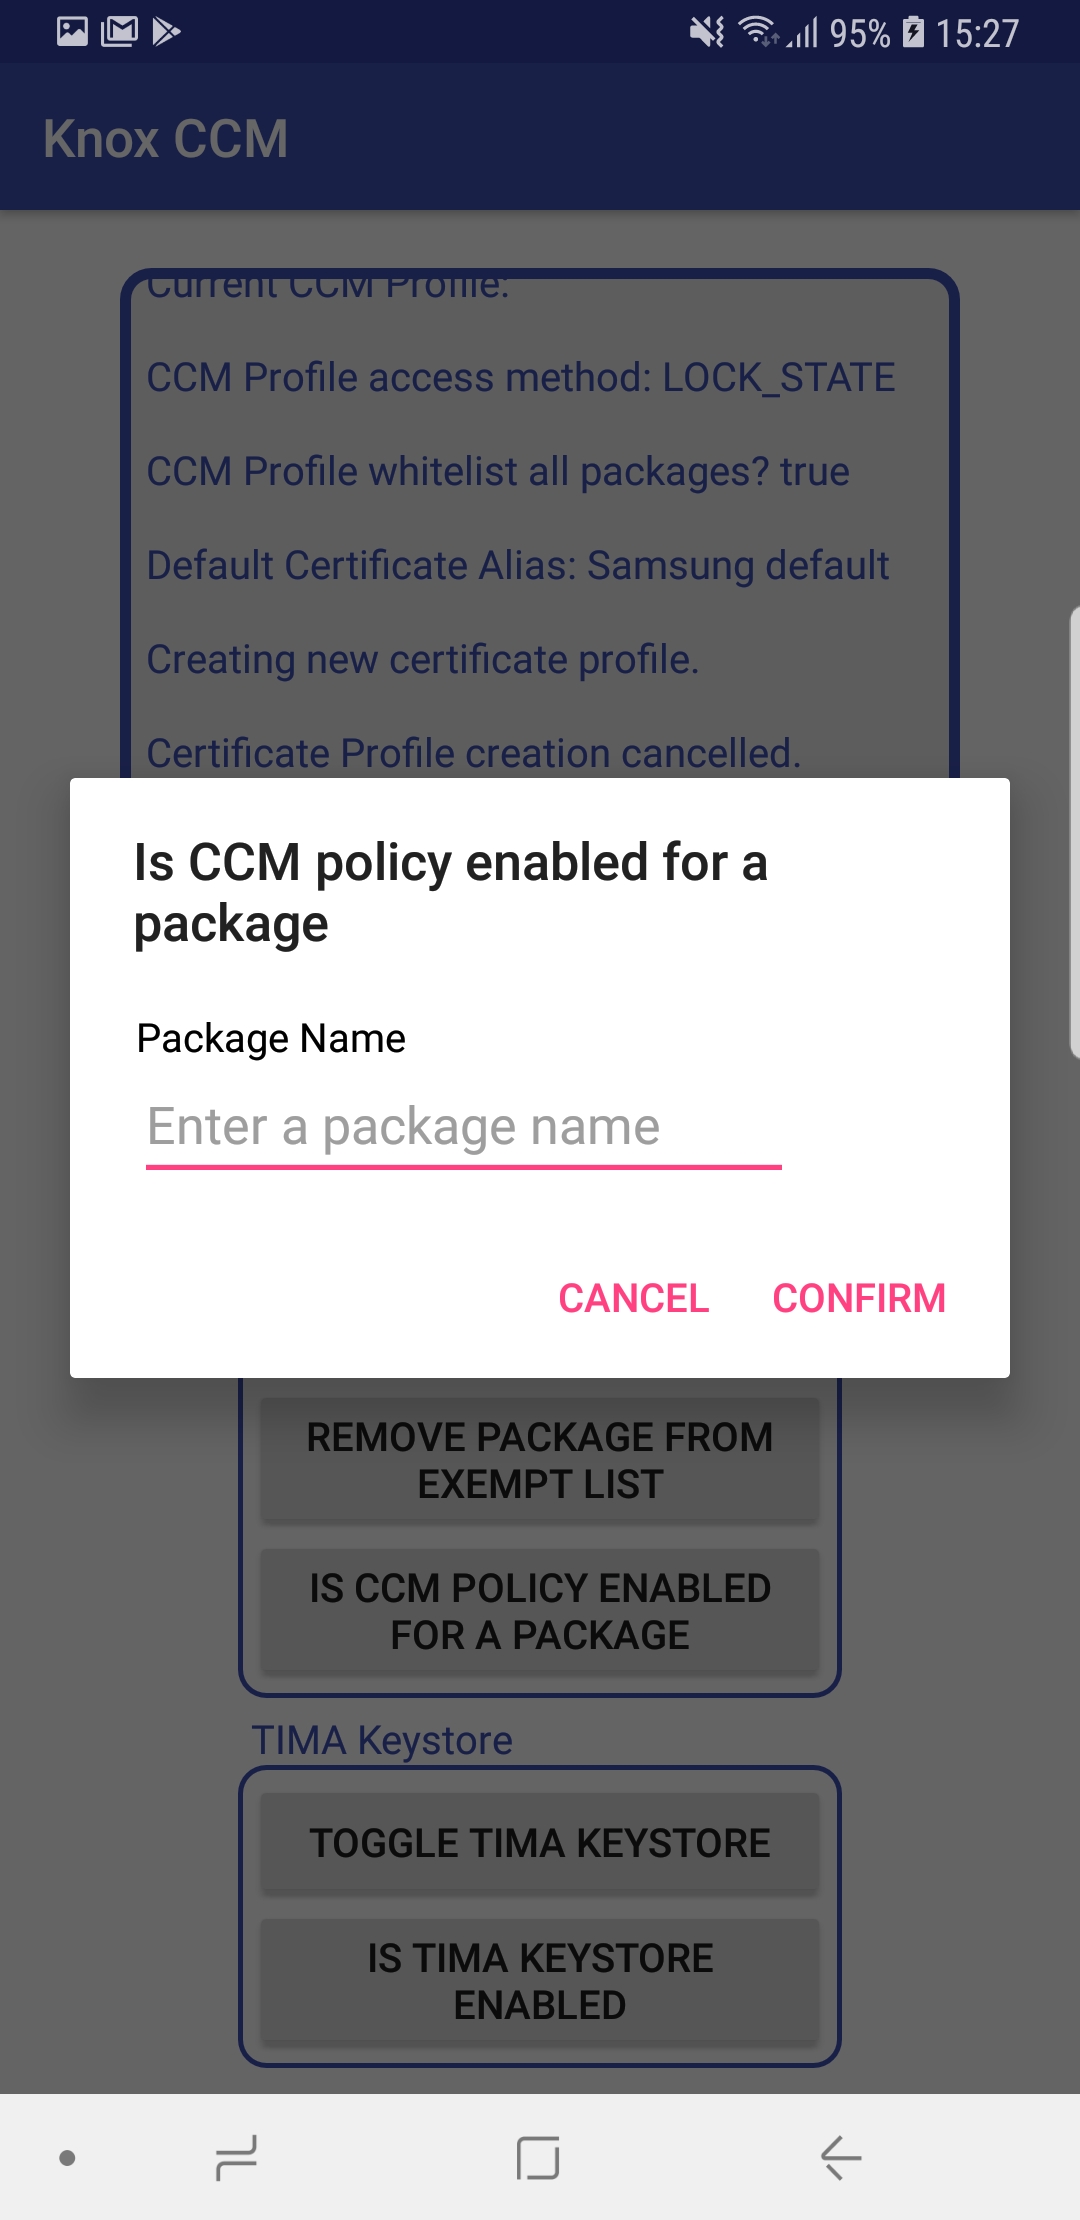 95% 15:27
Knox CCM
Current CCM Profile:
CCM Profile access method: LOCK_STATE
CCM Profile whitelist all packages? true
Default Certificate Alias: Samsung default
Creating new certificate profile.
Certificate Profile creation cancelled.
Is CCM policy enabled for a
package
Package Name
Enter a package name
CANCEL CONFIRM
REMOVE PACKAGE FROM
EXEMPT LIST
IS CCM POLICY ENABLED
FOR A PACKAGE
TIMA Keystore
TOGGLE TIMA KEYSTORE
IS TIMA KEYSTORE
ENABLED